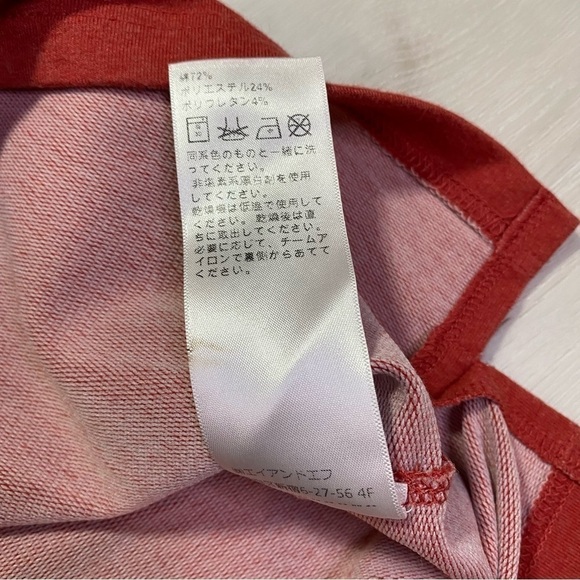 綿72%
ポリエステル24%
ポリウレタン4%
同系色のものと一緒に洗
ってください。
非塩素系漂白剤を使用
してください。
乾燥機は低温で使用して
ください。乾燥後は直
ちに取出してください。
必要に応じて、チームア
イロンで裏側からあてて
ください。
エイアンドエフ
6-27-56 4F